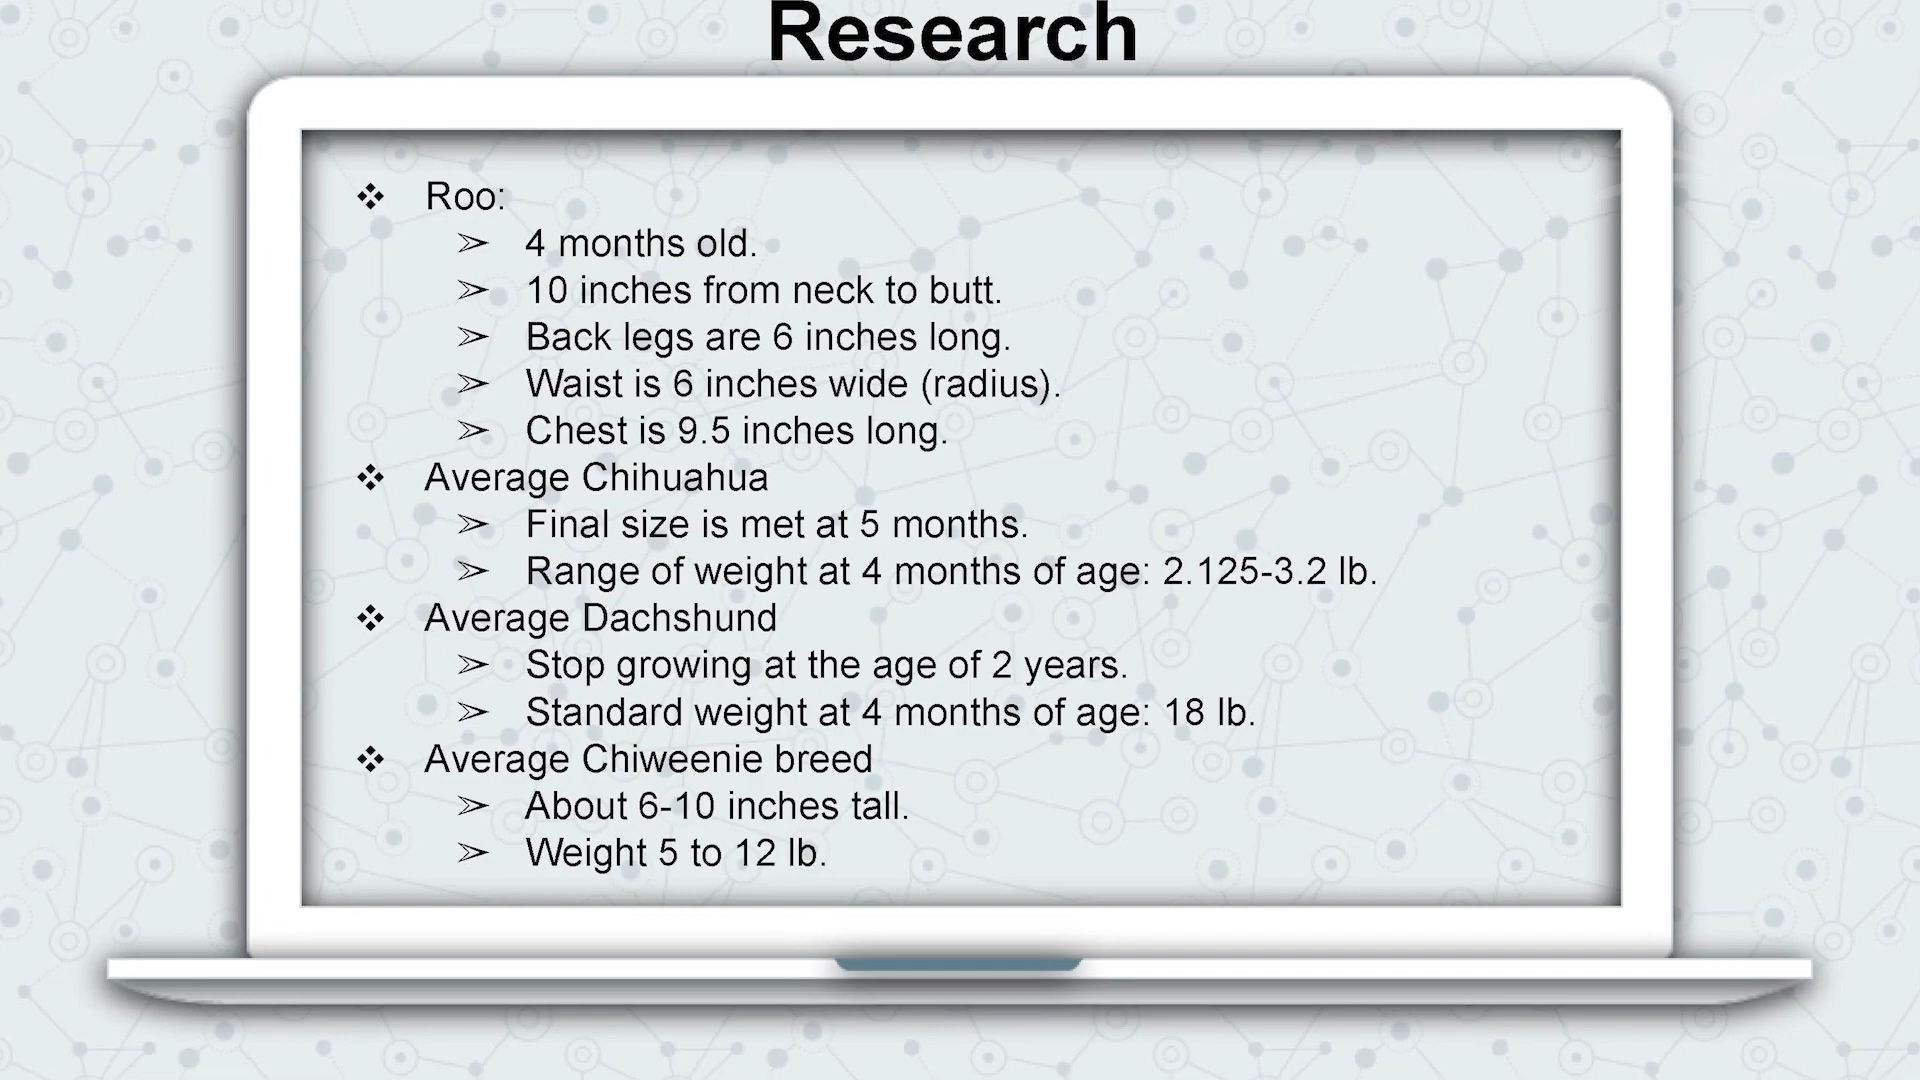 Research
❖ Roo:
➢ 4 months old.
➢ 10 inches from neck to butt.
➢ Back legs are 6 inches long.
➢ Waist is 6 inches wide (radius).
➢ Chest is 9.5 inches long.
❖ Average Chihuahua
➢ Final size is met at 5 months.
➢ Range of weight at 4 months of age: 2.125-3.2 lb.
❖ Average Dachshund
➢ Stop growing at the age of 2 years.
➢ Standard weight at 4 months of age: 18 lb.
❖ Average Chiweenie breed
➢ About 6-10 inches tall.
➢ Weight 5 to 12 lb.